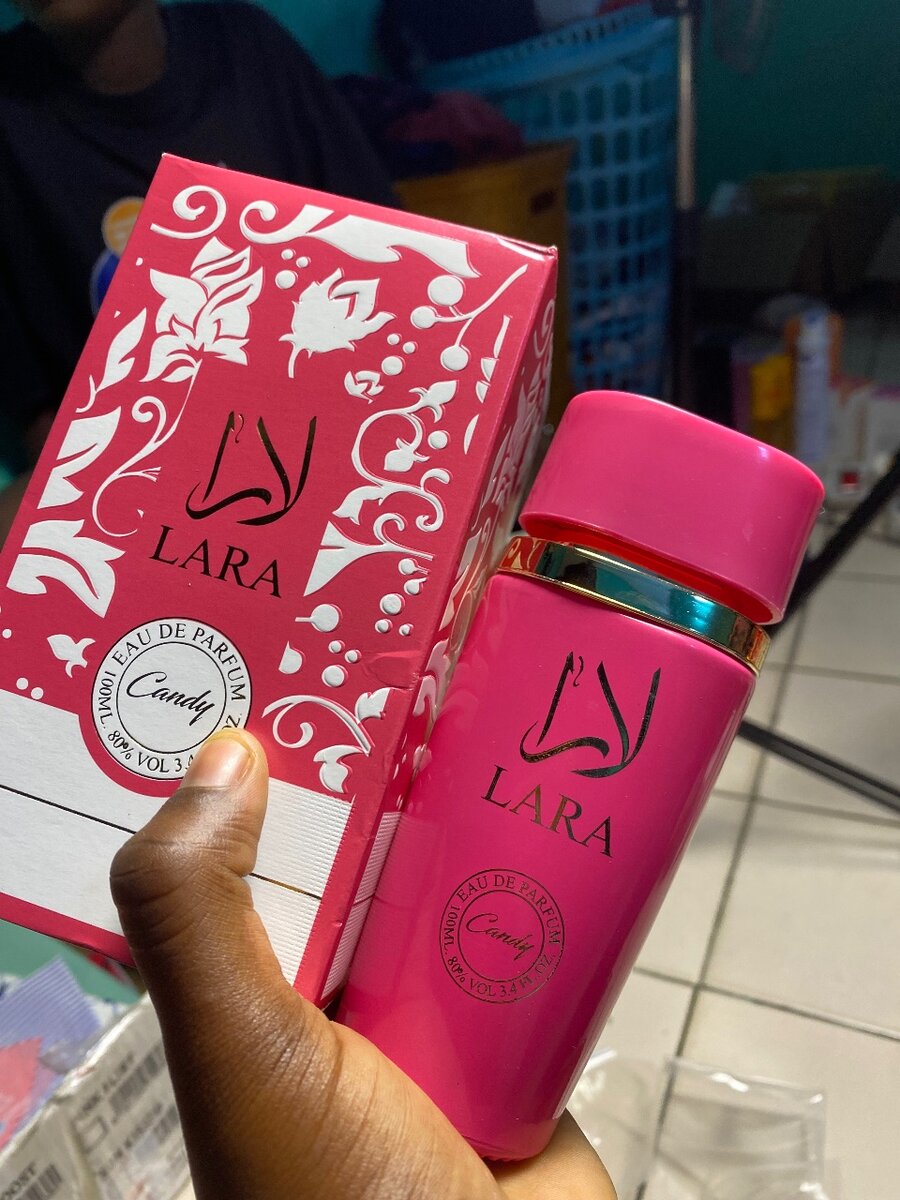 لارا
LARA
EAU DE PARFUM
Candy
100ML. 80% VOL 3.4
OZ
لارا
LARA
EAU DE PARFUM
Candy
100ML. 80% VOL 3.4 Fl. OZ.